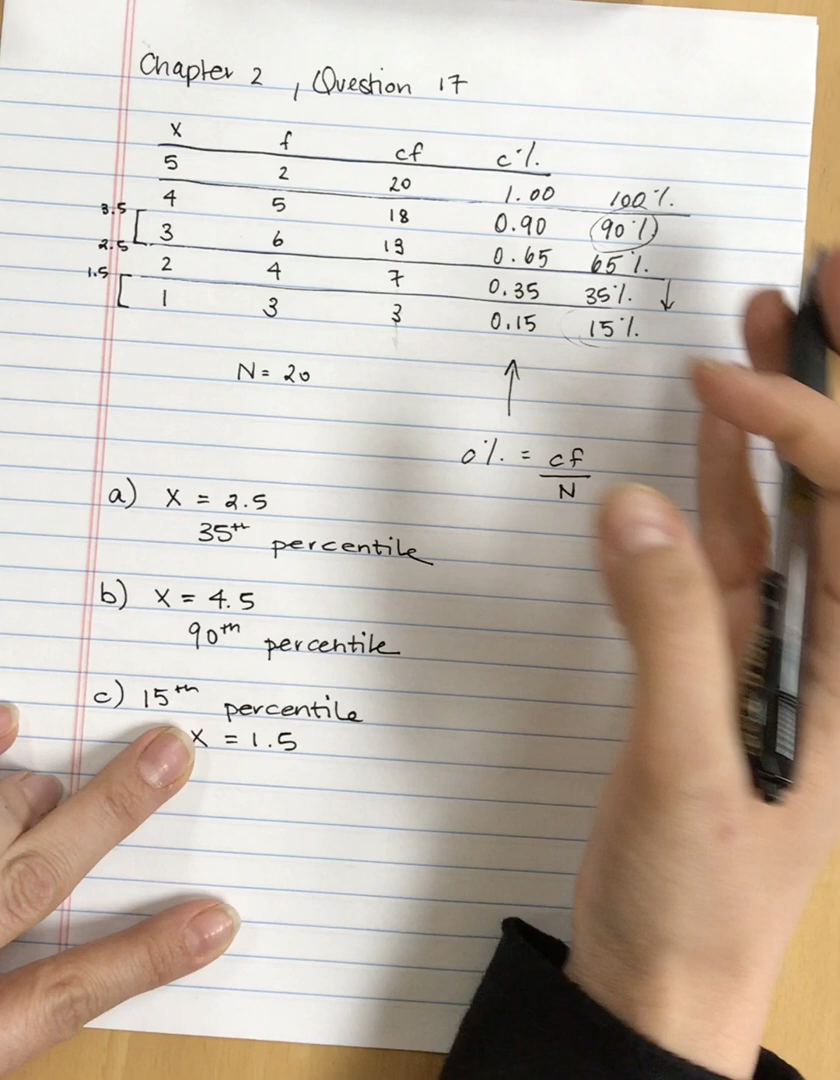 Chapter 2, Question 17
x f cf c%
5 2 20 1.00 100%
4 5 18 0.90 90%
3.5
3 6 13 0.65 65%
2.5
2 4 7 0.35 35% ↓
1.5
1 3 3 0.15 15%
N = 20
↑
c% = cf/N
a) x = 2.5
35th percentile
b) x = 4.5
90th percentile
c) 15th percentile
x = 1.5